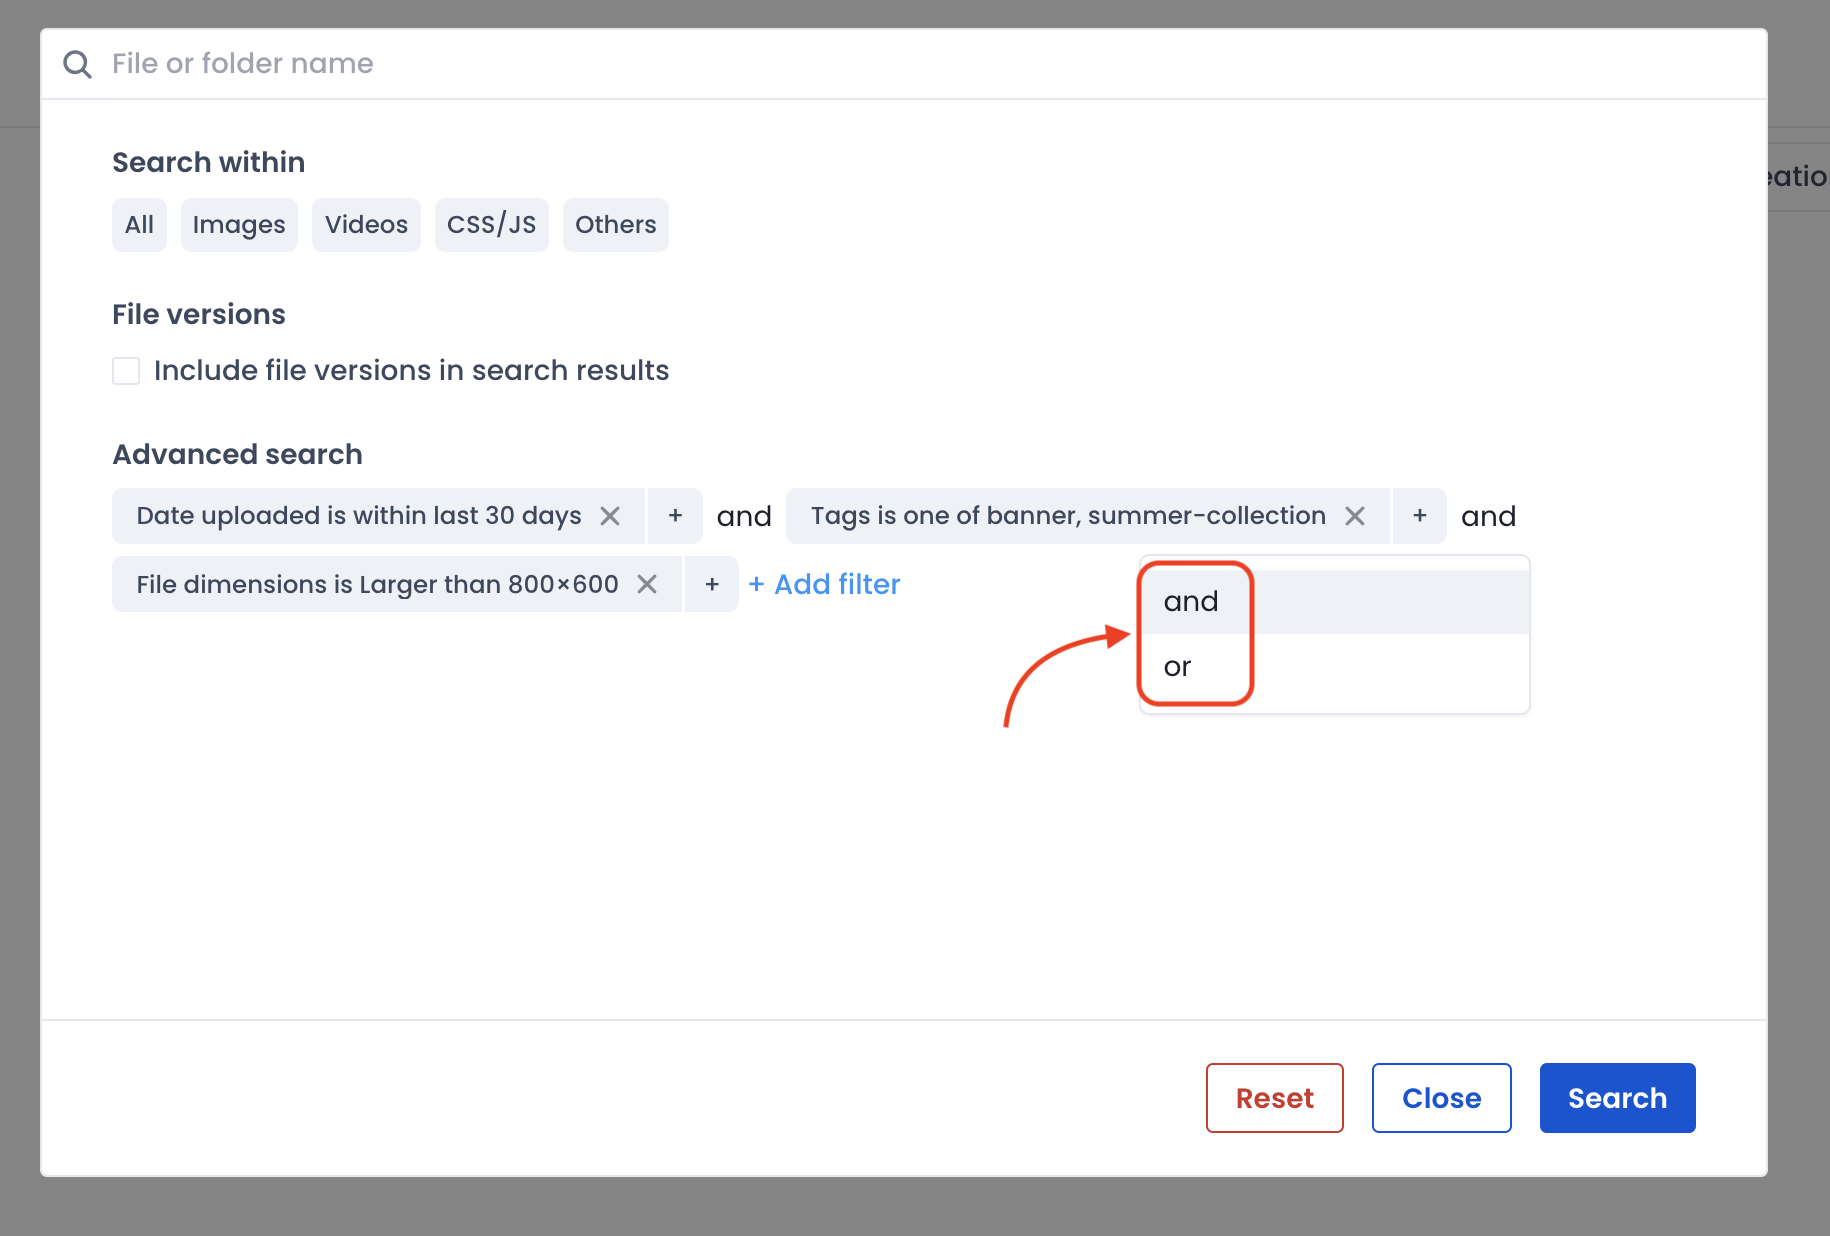 File or folder name
Search within
All Images Videos CSS/JS Others
File versions
Include file versions in search results
Advanced search
Date uploaded is within last 30 days + and Tags is one of banner, summer-collection + and
File dimensions is Larger than 800×600 + + Add filter
and
or
Reset Close Search